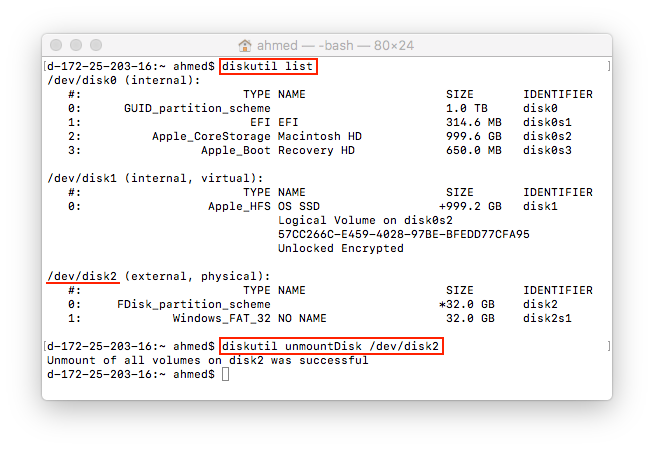 ahmed — -bash — 80×24
[d-172-25-203-16:~ ahmed$ diskutil list ]
/dev/disk0 (internal):
#: TYPE NAME SIZE IDENTIFIER
0: GUID_partition_scheme 1.0 TB disk0
1: EFI EFI 314.6 MB disk0s1
2: Apple_CoreStorage Macintosh HD 999.6 GB disk0s2
3: Apple_Boot Recovery HD 650.0 MB disk0s3
/dev/disk1 (internal, virtual):
#: TYPE NAME SIZE IDENTIFIER
0: Apple_HFS OS SSD +999.2 GB disk1
Logical Volume on disk0s2
57CC266C-E459-4028-97BE-BFEDD77CFA95
Unlocked Encrypted
/dev/disk2 (external, physical):
#: TYPE NAME SIZE IDENTIFIER
0: FDisk_partition_scheme *32.0 GB disk2
1: Windows_FAT_32 NO NAME 32.0 GB disk2s1
[d-172-25-203-16:~ ahmed$ diskutil unmountDisk /dev/disk2 ]
Unmount of all volumes on disk2 was successful
d-172-25-203-16:~ ahmed$